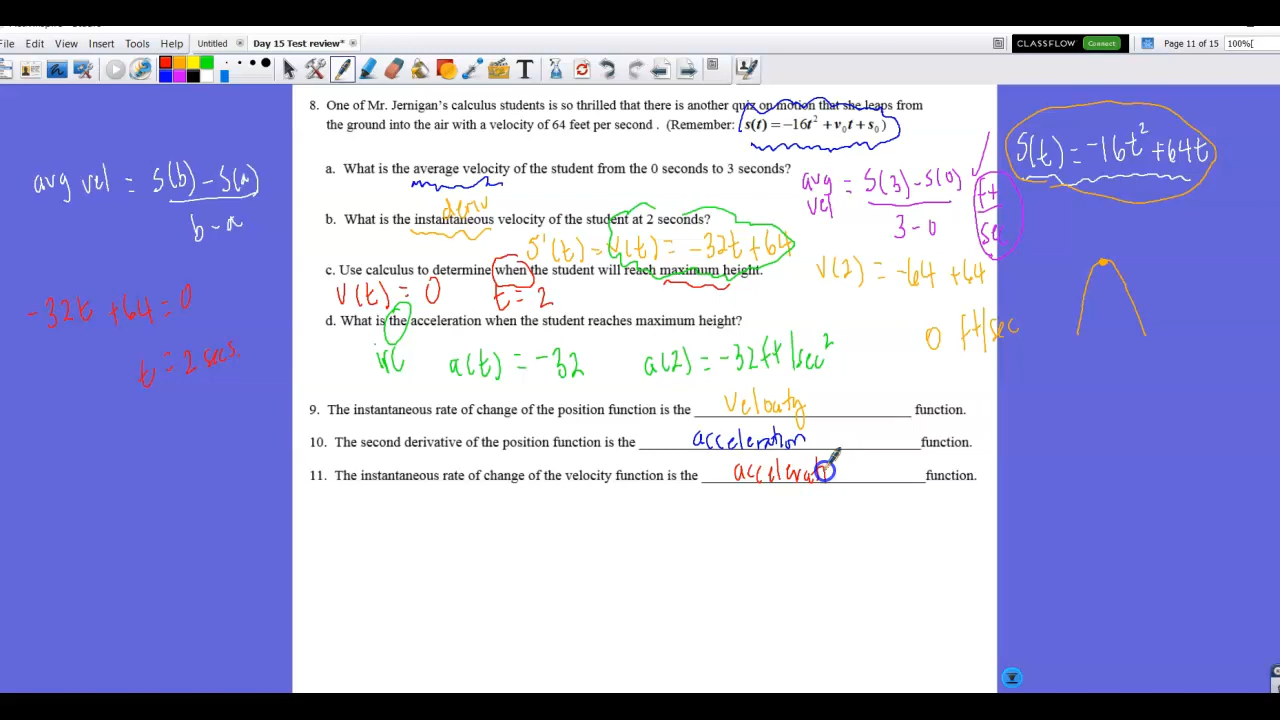 File Edit View Insert Tools Help Untitled Day 15 Test review* CLASSFLOW Connect Page 11 of 15 100%[
8. One of Mr. Jernigan's calculus students is so thrilled that there is another quiz on motion that she leaps from
the ground into the air with a velocity of 64 feet per second . (Remember: s(t) = -16t² + v₀t + s₀)
S(t) = -16t² + 64t
a. What is the average velocity of the student from the 0 seconds to 3 seconds?
avg vel = S(b) - S(a)
b - a
avg vel = S(3) - S(0)
3 - 0
ft
sec
deriv
b. What is the instantaneous velocity of the student at 2 seconds?
S'(t) = v(t) = -32t + 64
v(2) = -64 + 64
0 ft/sec
c. Use calculus to determine when the student will reach maximum height.
V(t) = 0 t = 2
-32t + 64 = 0
t = 2 secs.
d. What is the acceleration when the student reaches maximum height?
a(t) = -32 a(2) = -32 ft/sec²
9. The instantaneous rate of change of the position function is the velocity function.
10. The second derivative of the position function is the acceleration function.
11. The instantaneous rate of change of the velocity function is the accelerat function.